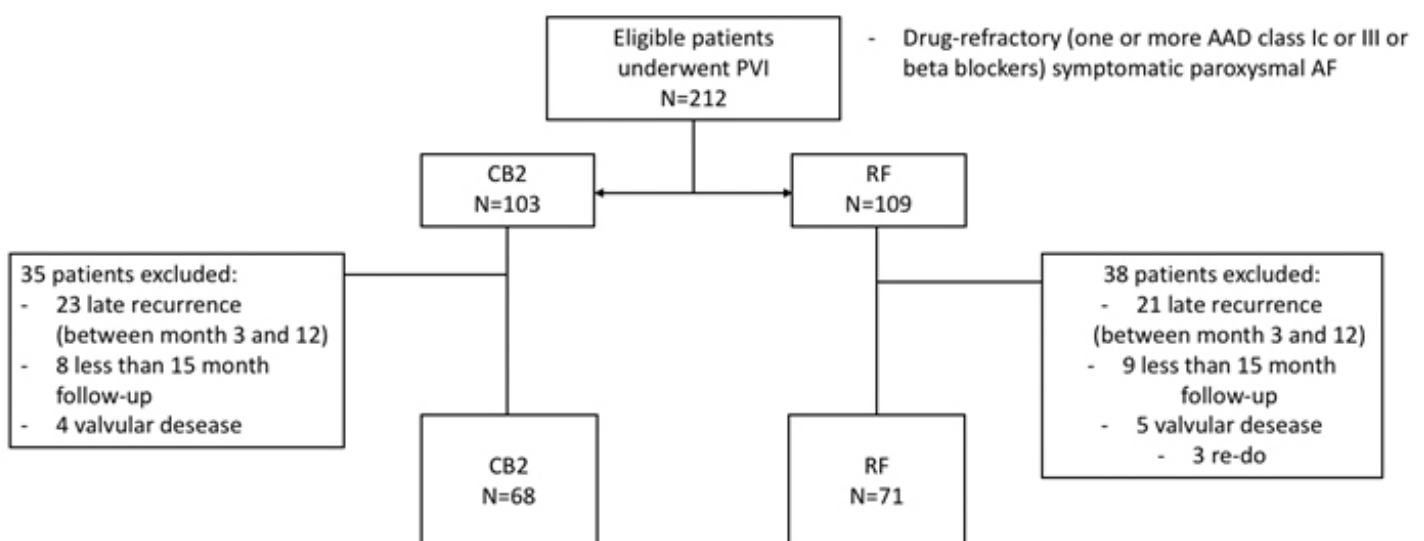 Eligible patients
underwent PVI
N=212
- Drug-refractory (one or more AAD class Ic or III or
beta blockers) symptomatic paroxysmal AF
CB2
N=103
RF
N=109
35 patients excluded:
- 23 late recurrence
(between month 3 and 12)
- 8 less than 15 month
follow-up
- 4 valvular desease
38 patients excluded:
- 21 late recurrence
(between month 3 and 12)
- 9 less than 15 month
follow-up
- 5 valvular desease
- 3 re-do
CB2
N=68
RF
N=71